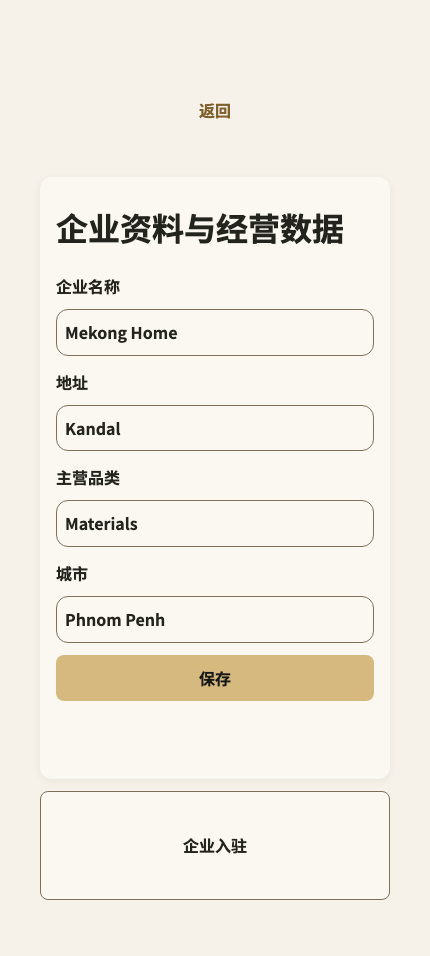 返回
企业资料与经营数据
企业名称
Mekong Home
地址
Kandal
主营品类
Materials
城市
Phnom Penh
保存
企业入驻